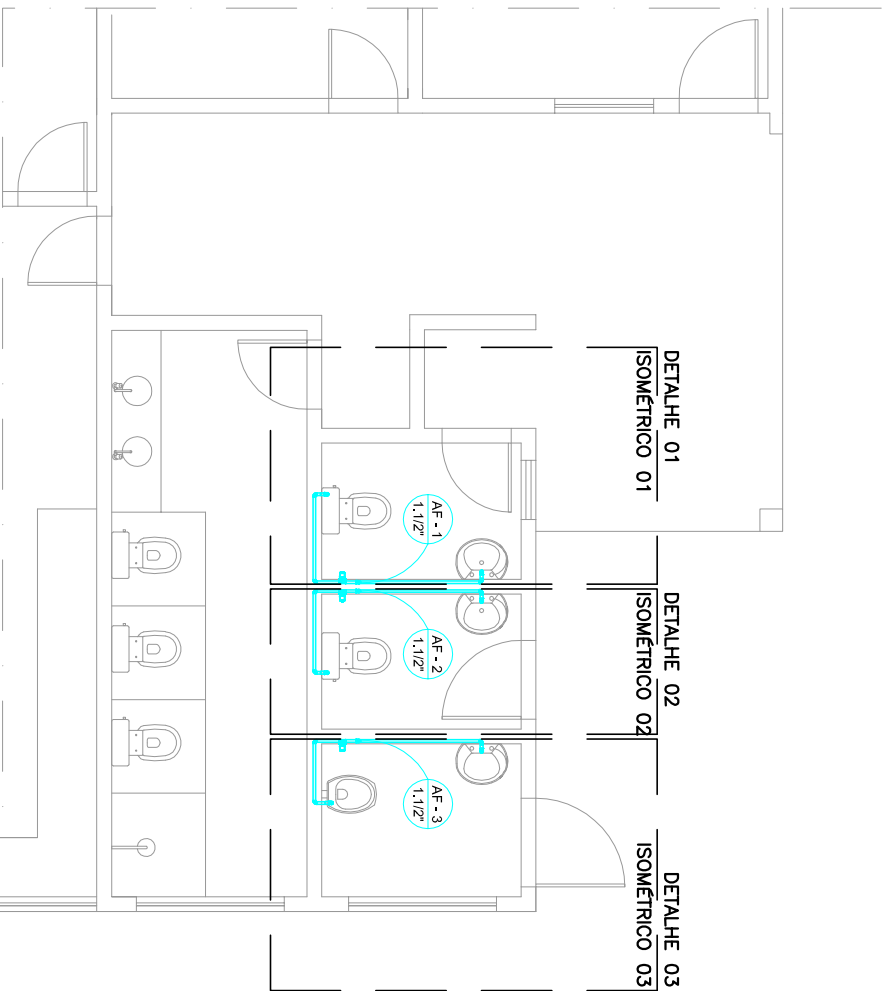 DETALHE 01
ISOMÉTRICO 01
AF - 1
1.1/2"
DETALHE 02
ISOMÉTRICO 02
AF - 2
1.1/2"
DETALHE 03
ISOMÉTRICO 03
AF - 3
1.1/2"